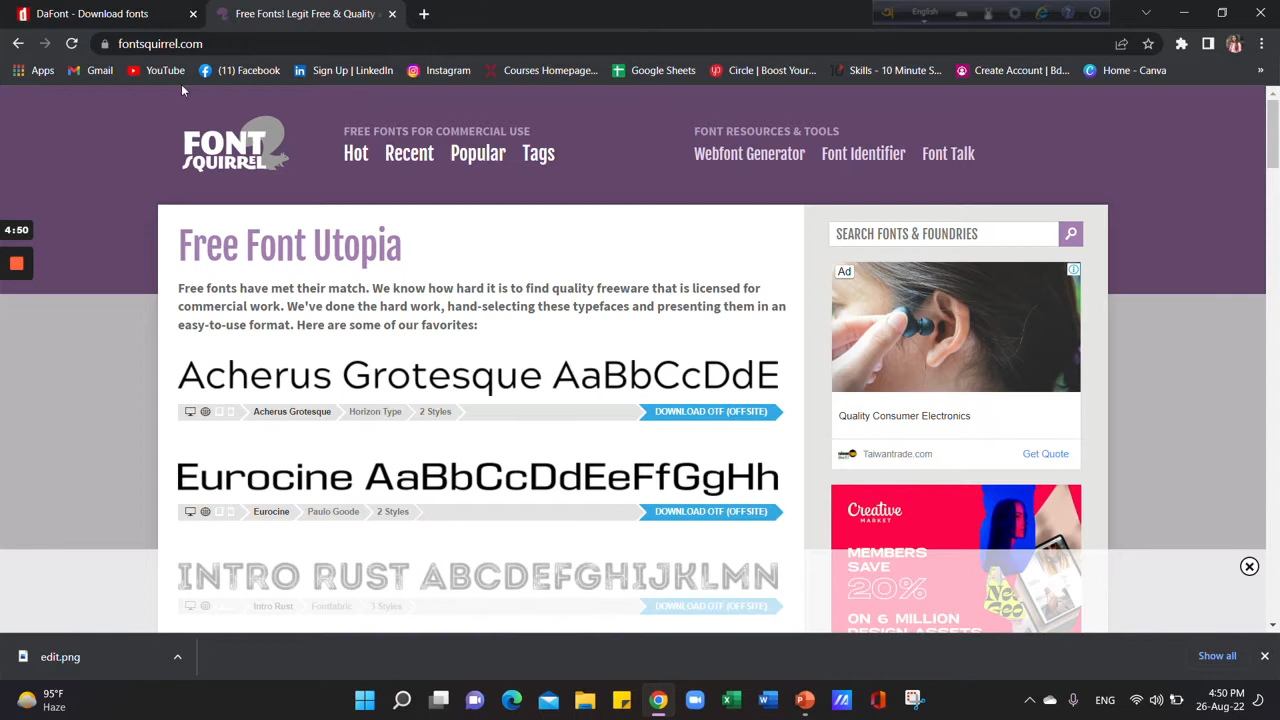 DaFont - Download fonts
Free Fonts! Legit Free & Quality
English
fontsquirrel.com
Apps
Gmail
YouTube
(11) Facebook
Sign Up | LinkedIn
Instagram
Courses Homepage...
Google Sheets
Circle | Boost Your...
Skills - 10 Minute S...
Create Account | Bd...
Home - Canva
»
FONT
SQUIRREL
FREE FONTS FOR COMMERCIAL USE
Hot Recent Popular Tags
FONT RESOURCES & TOOLS
Webfont Generator Font Identifier Font Talk
4:50
Free Font Utopia
Free fonts have met their match. We know how hard it is to find quality freeware that is licensed for
commercial work. We've done the hard work, hand-selecting these typefaces and presenting them in an
easy-to-use format. Here are some of our favorites:
Acherus Grotesque AaBbCcDdE
Acherus Grotesque Horizon Type 2 Styles DOWNLOAD OTF (OFFSITE)
Eurocine AaBbCcDdEeFfGgHh
Eurocine Paulo Goode 2 Styles DOWNLOAD OTF (OFFSITE)
INTRO RUST ABCDEFGHIJKLMN
Intro Rust Fontfabric 3 Styles DOWNLOAD OTF (OFFSITE)
SEARCH FONTS & FOUNDRIES
Ad
Quality Consumer Electronics
Taiwantrade.com Get Quote
Creative
MARKET
MEMBERS
SAVE
20%
ON 6 MILLION
DESIGN ASSETS
edit.png
Show all
95°F
Haze
ENG
4:50 PM
26-Aug-22